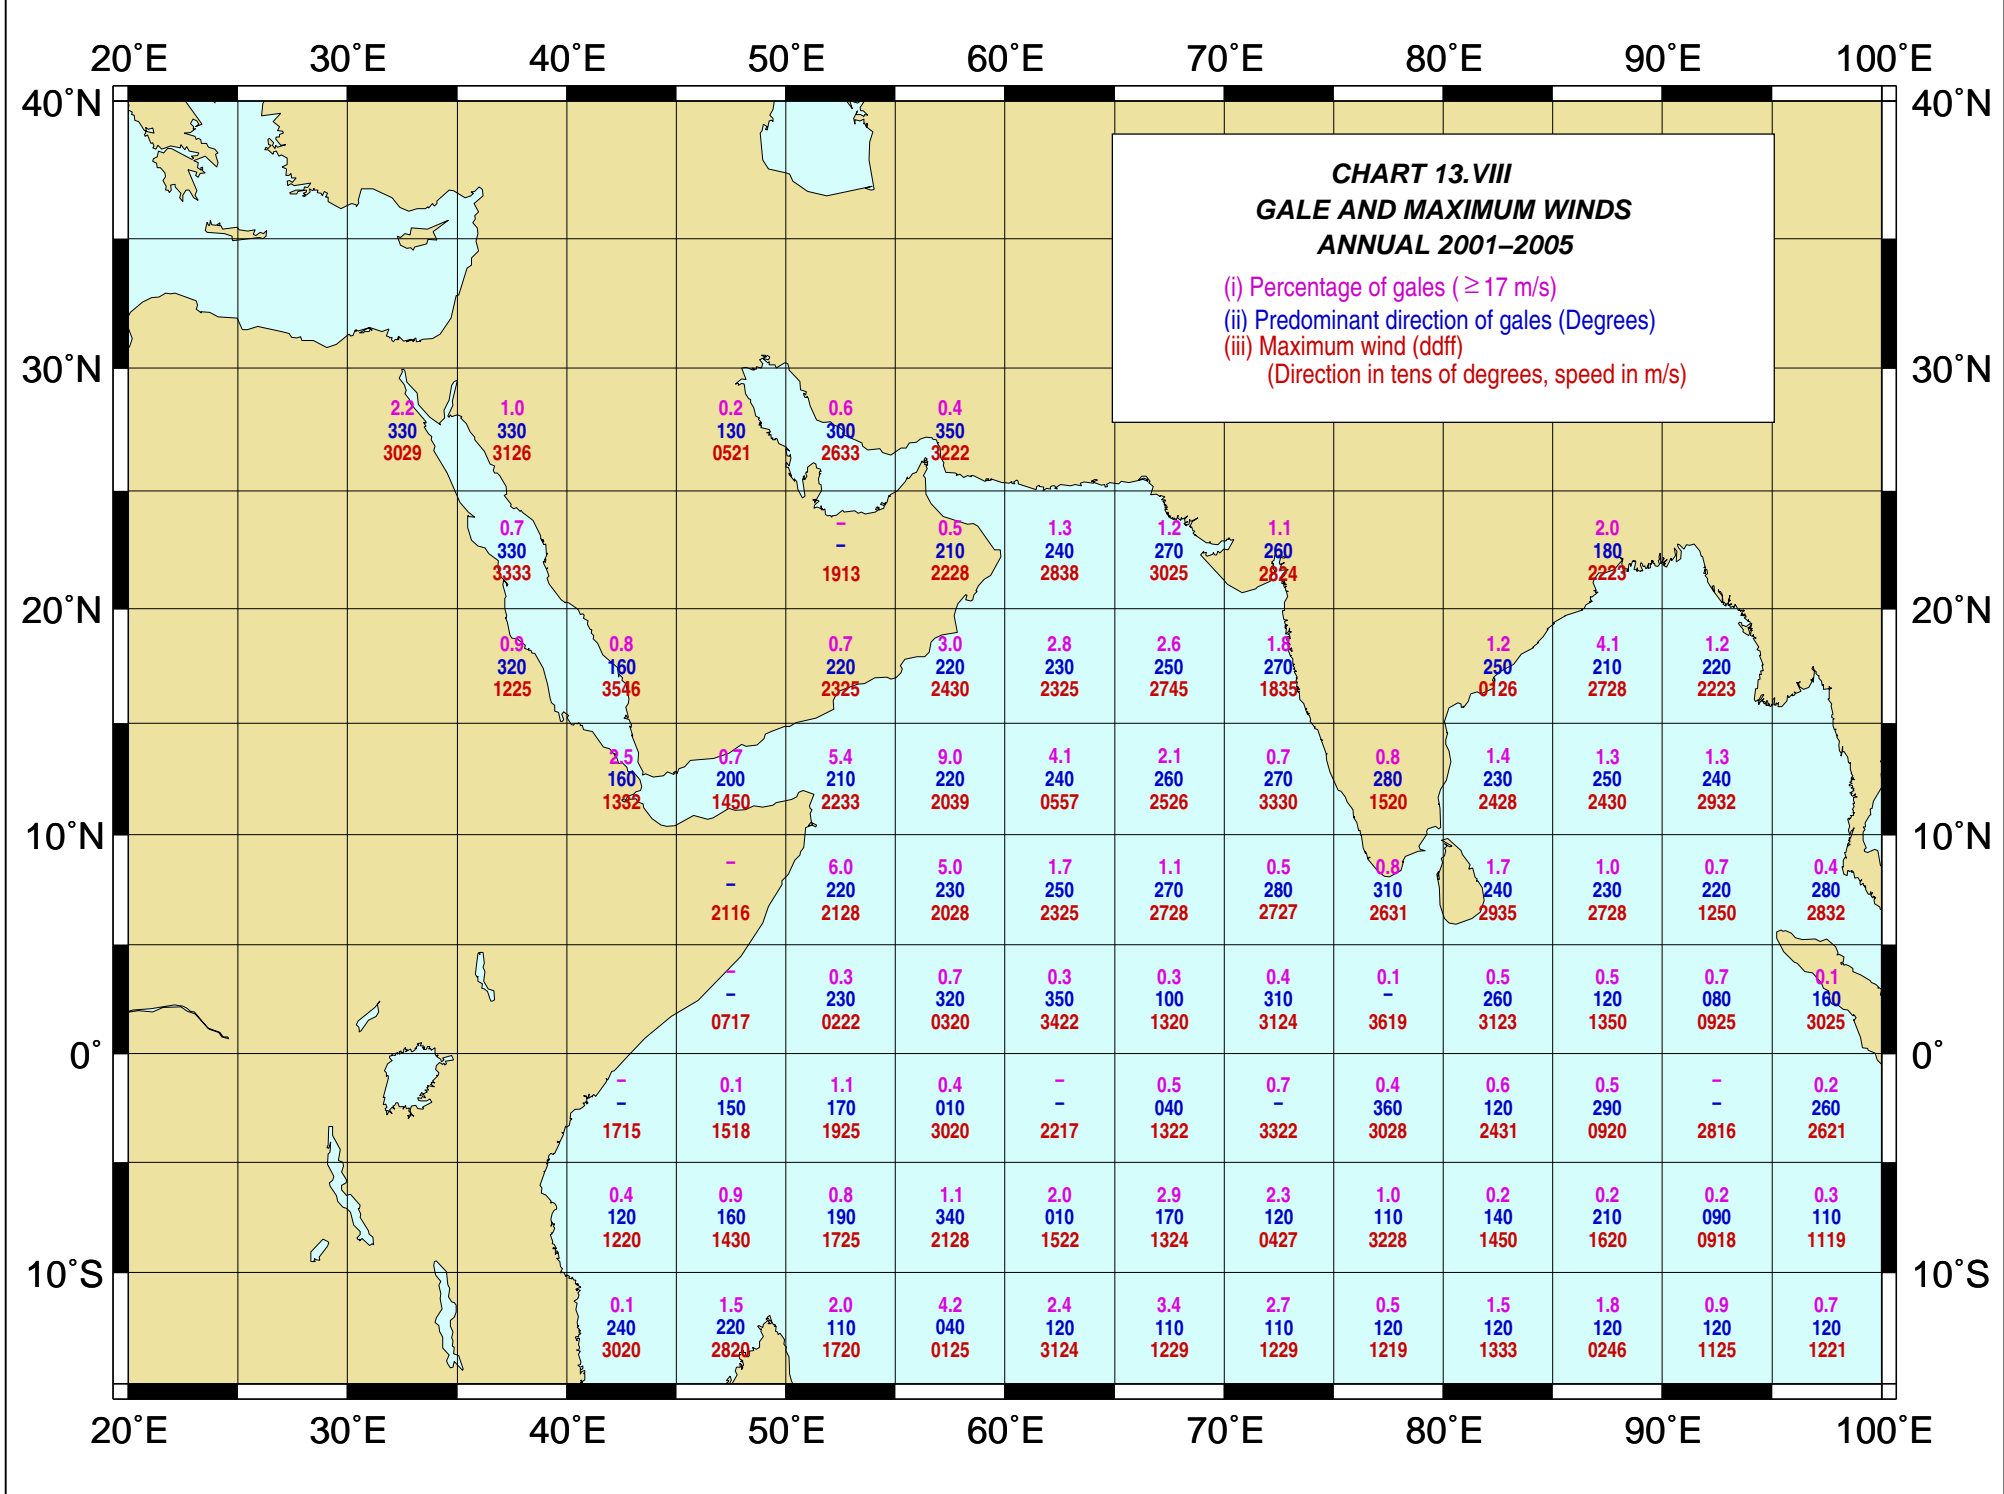 20°E 30°E 40°E 50°E 60°E 70°E 80°E 90°E 100°E
40°N 40°N
CHART 13.VIII
GALE AND MAXIMUM WINDS
ANNUAL 2001–2005
(i) Percentage of gales ( ≥ 17 m/s)
(ii) Predominant direction of gales (Degrees)
(iii) Maximum wind (ddff)
(Direction in tens of degrees, speed in m/s)
30°N 30°N
2.2 1.0 0.2 0.6 0.4
330 330 130 300 350
3029 3126 0521 2633 3222
0.7 – 0.5 1.3 1.2 1.1 2.0
330 – 210 240 270 260 180
3333 1913 2228 2838 3025 2824 2223
20°N 20°N
0.9 0.8 0.7 3.0 2.8 2.6 1.8 1.2 4.1 1.2
320 160 220 220 230 250 270 250 210 220
1225 3546 2325 2430 2325 2745 1835 0126 2728 2223
2.5 0.7 5.4 9.0 4.1 2.1 0.7 0.8 1.4 1.3 1.3
160 200 210 220 240 260 270 280 230 250 240
1332 1450 2233 2039 0557 2526 3330 1520 2428 2430 2932
10°N 10°N
– 6.0 5.0 1.7 1.1 0.5 0.8 1.7 1.0 0.7 0.4
– 220 230 250 270 280 310 240 230 220 280
2116 2128 2028 2325 2728 2727 2631 2935 2728 1250 2832
– 0.3 0.7 0.3 0.3 0.4 0.1 0.5 0.5 0.7 0.1
– 230 320 350 100 310 – 260 120 080 160
0717 0222 0320 3422 1320 3124 3619 3123 1350 0925 3025
0° 0°
– 0.1 1.1 0.4 – 0.5 0.7 0.4 0.6 0.5 – 0.2
– 150 170 010 – 040 – 360 120 290 – 260
1715 1518 1925 3020 2217 1322 3322 3028 2431 0920 2816 2621
0.4 0.9 0.8 1.1 2.0 2.9 2.3 1.0 0.2 0.2 0.2 0.3
120 160 190 340 010 170 120 110 140 210 090 110
1220 1430 1725 2128 1522 1324 0427 3228 1450 1620 0918 1119
10°S 10°S
0.1 1.5 2.0 4.2 2.4 3.4 2.7 0.5 1.5 1.8 0.9 0.7
240 220 110 040 120 110 110 120 120 120 120 120
3020 2820 1720 0125 3124 1229 1229 1219 1333 0246 1125 1221
20°E 30°E 40°E 50°E 60°E 70°E 80°E 90°E 100°E